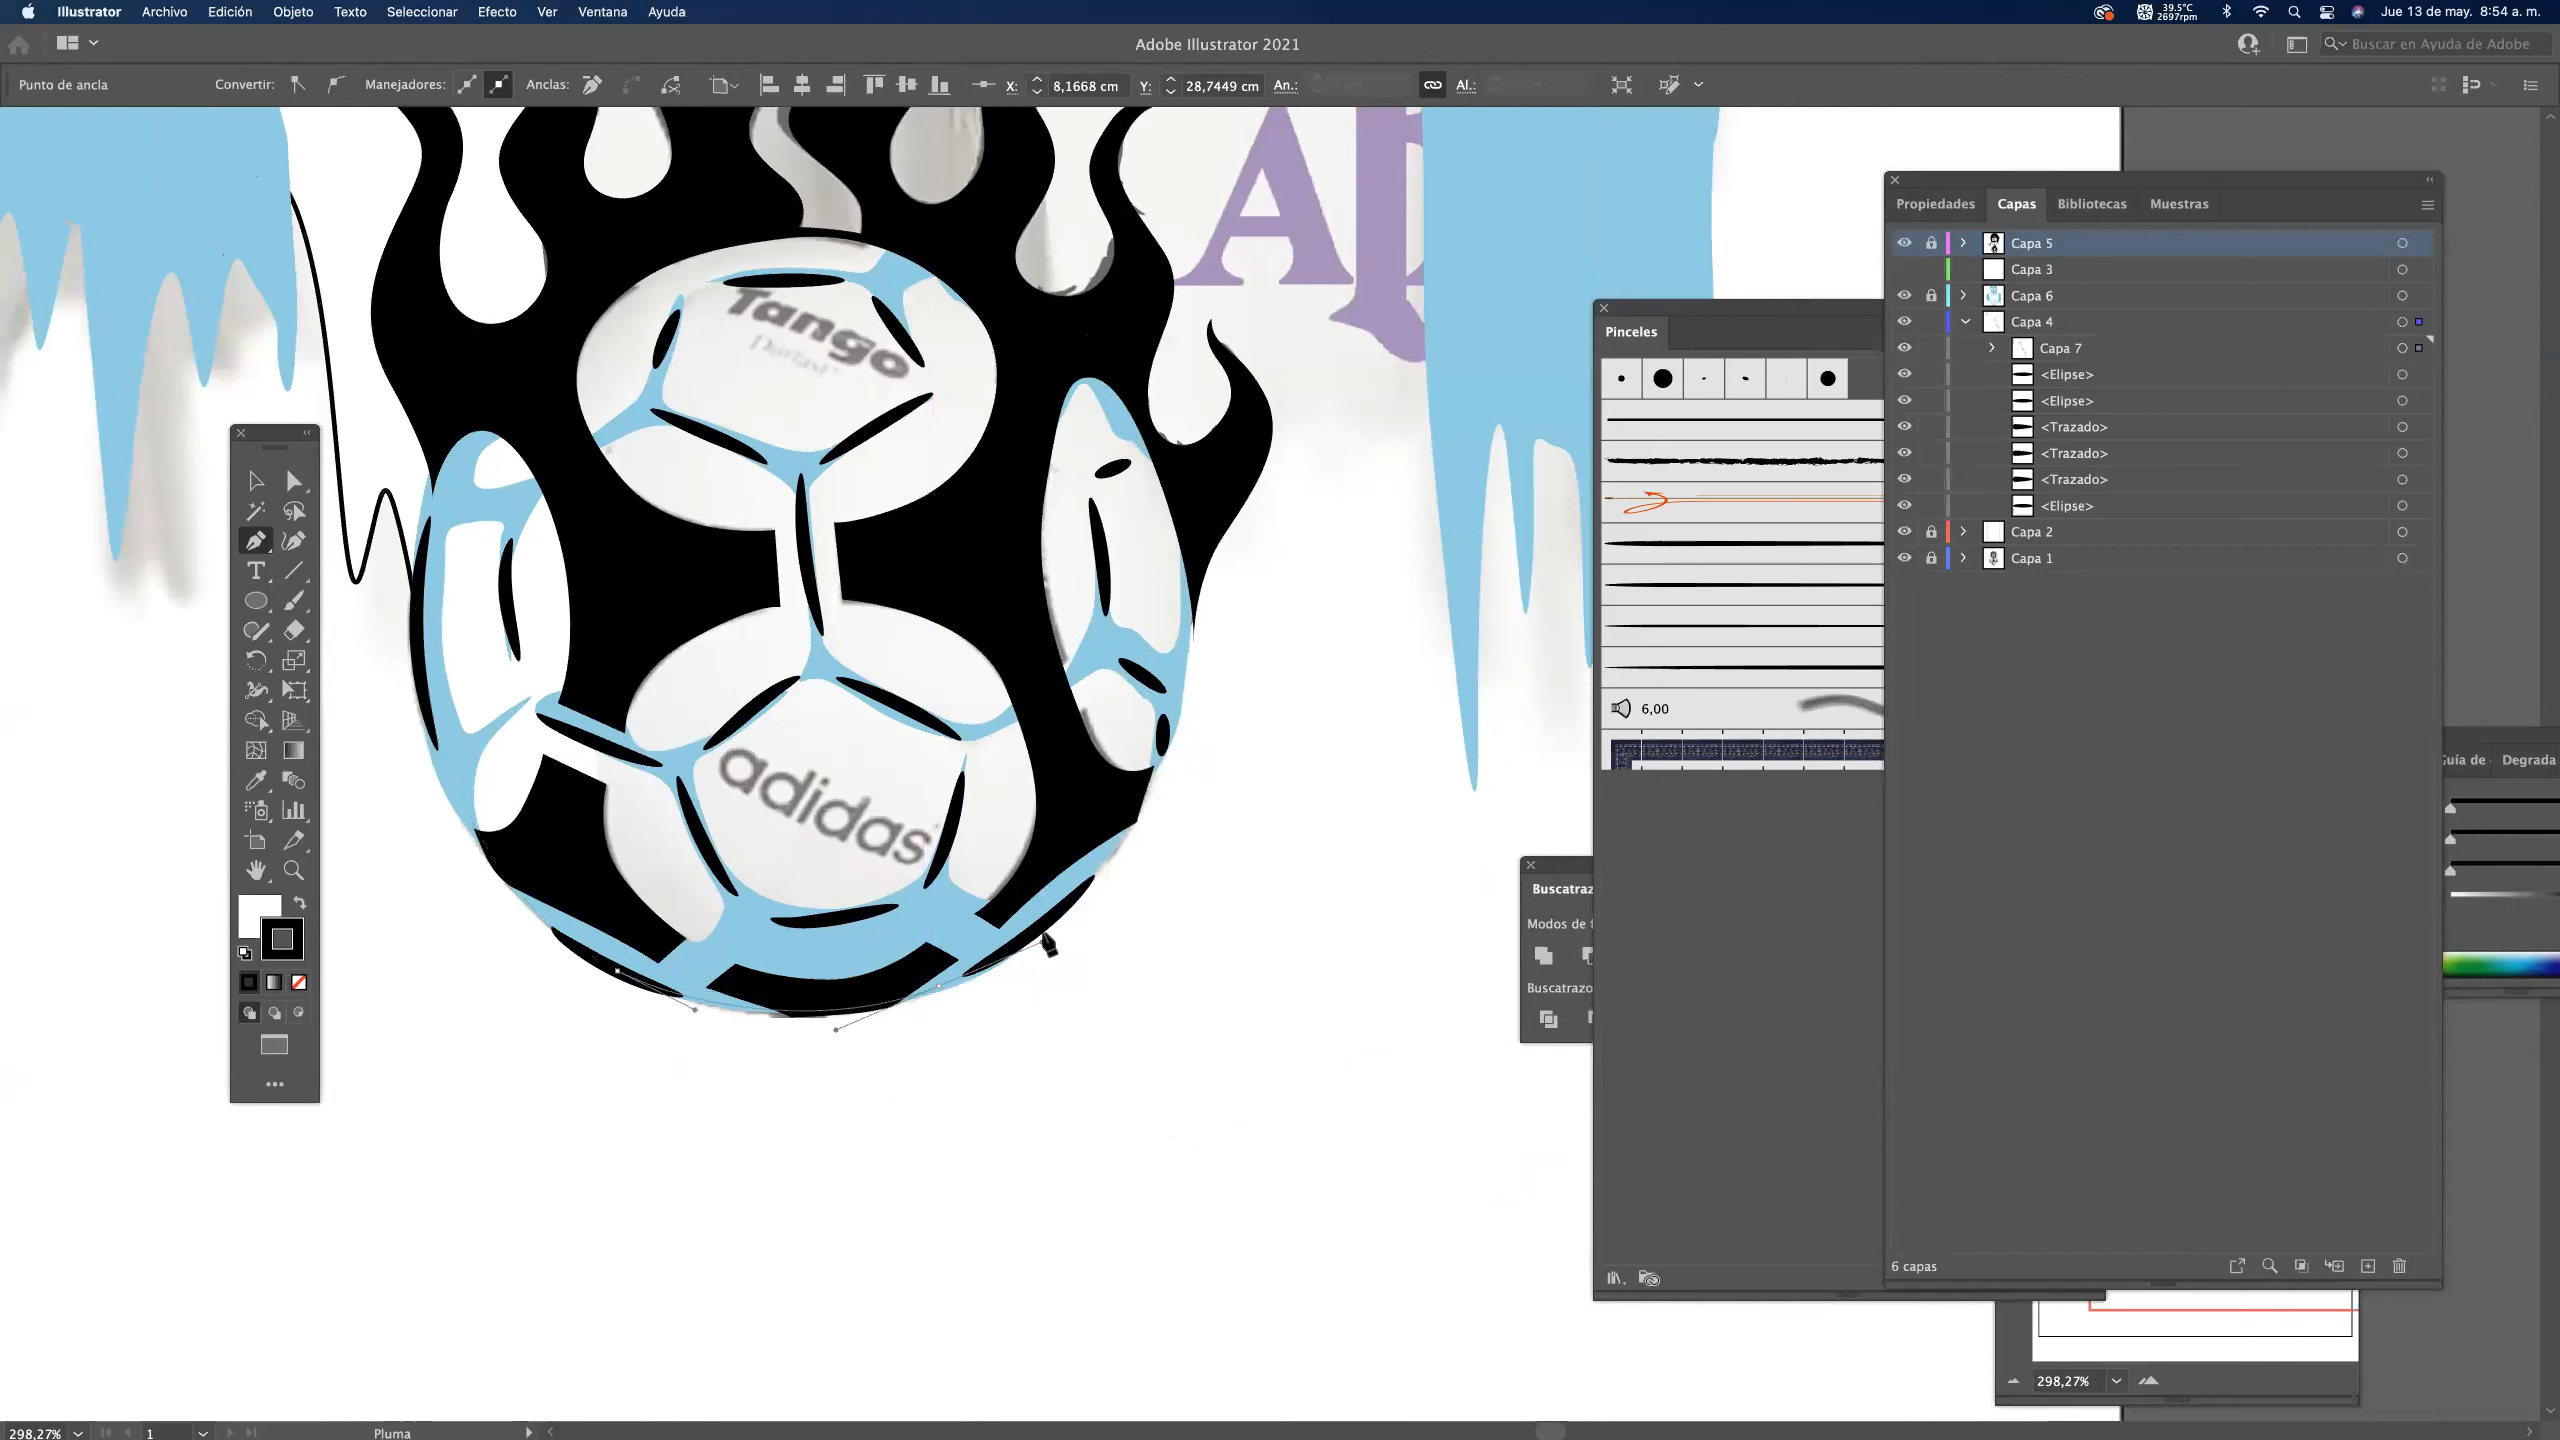 Illustrator Archivo Edición Objeto Texto Seleccionar Efecto Ver Ventana Ayuda
39.5°C
2697rpm
Jue 13 de may. 8:54 a. m.
Adobe Illustrator 2021
Buscar en Ayuda de Adobe
Punto de ancla
Convertir:
Manejadores:
Anclas:
X:
8,1668 cm
Y:
28,7449 cm
An.:
Al.:
Propiedades
Capas
Bibliotecas
Muestras
Capa 5
Capa 3
Capa 6
Capa 4
Capa 7
<Elipse>
<Elipse>
<Trazado>
<Trazado>
<Trazado>
<Elipse>
Capa 2
Capa 1
6 capas
Pinceles
6,00
Buscatraz
Modos de f
Buscatrazo
Guía de
Degrada
Tango
Durlast
adidas
298,27%
298,27%
1
Pluma